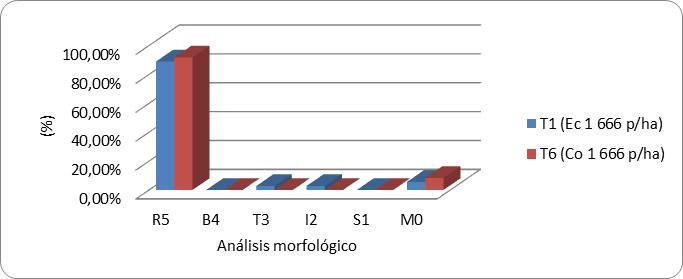 100,00%
80,00%
60,00%
40,00%
20,00%
0,00%
(%)
R5 B4 T3 I2 S1 M0
Análisis morfológico
T1 (Ec 1 666 p/ha)
T6 (Co 1 666 p/ha)